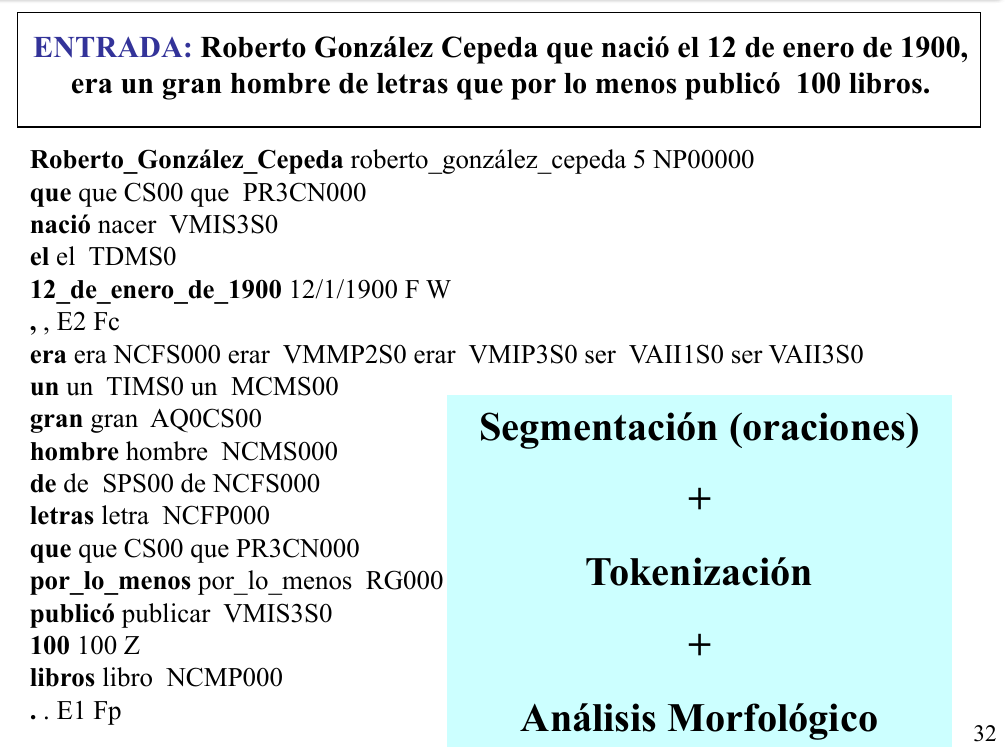 ENTRADA: Roberto González Cepeda que nació el 12 de enero de 1900,
era un gran hombre de letras que por lo menos publicó 100 libros.
Roberto_González_Cepeda roberto_gonzález_cepeda 5 NP00000
que que CS00 que PR3CN000
nació nacer VMIS3S0
el el TDMS0
12_de_enero_de_1900 12/1/1900 F W
, , E2 Fc
era era NCFS000 erar VMMP2S0 erar VMIP3S0 ser VAII1S0 ser VAII3S0
un un TIMS0 un MCMS00
gran gran AQ0CS00
hombre hombre NCMS000
de de SPS00 de NCFS000
letras letra NCFP000
que que CS00 que PR3CN000
por_lo_menos por_lo_menos RG000
publicó publicar VMIS3S0
100 100 Z
libros libro NCMP000
. . E1 Fp
Segmentación (oraciones)
+
Tokenización
+
Análisis Morfológico
32